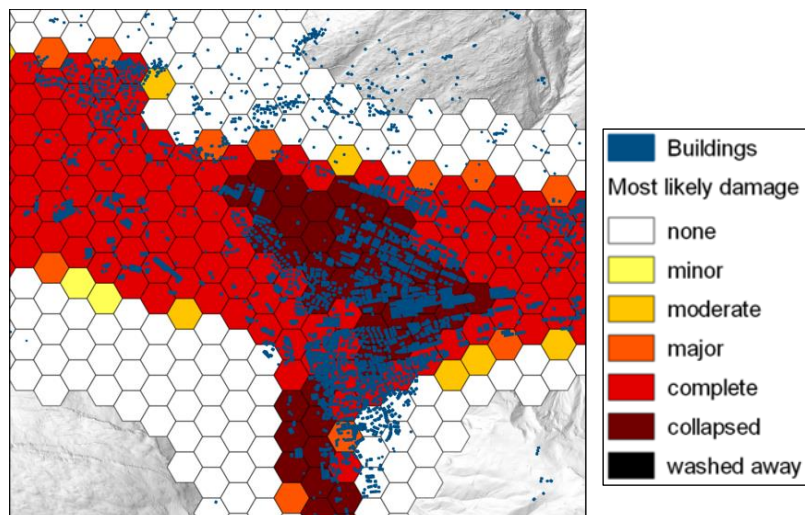 Buildings
Most likely damage
none
minor
moderate
major
complete
collapsed
washed away